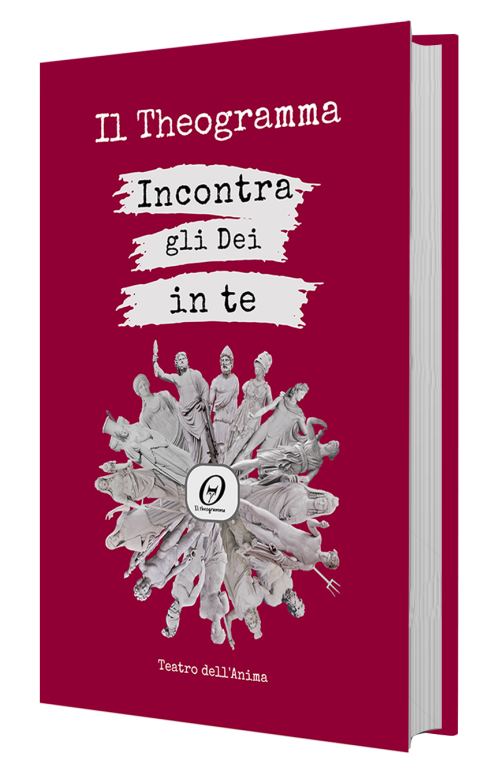 Il Theogramma
Incontra
gli Dei
in te
Il theogramma
Teatro dell'Anima